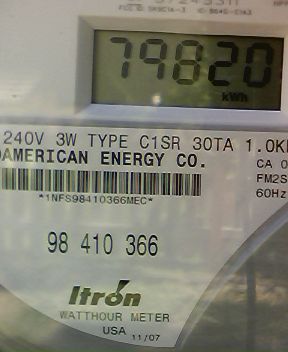 79820
kWh
240V 3W TYPE C1SR 30TA 1.0K
AMERICAN ENERGY CO.
CA 0
FM2S
60Hz
*1NFS98410366MEC*
98 410 366
Itron
WATTHOUR METER
USA 11/07